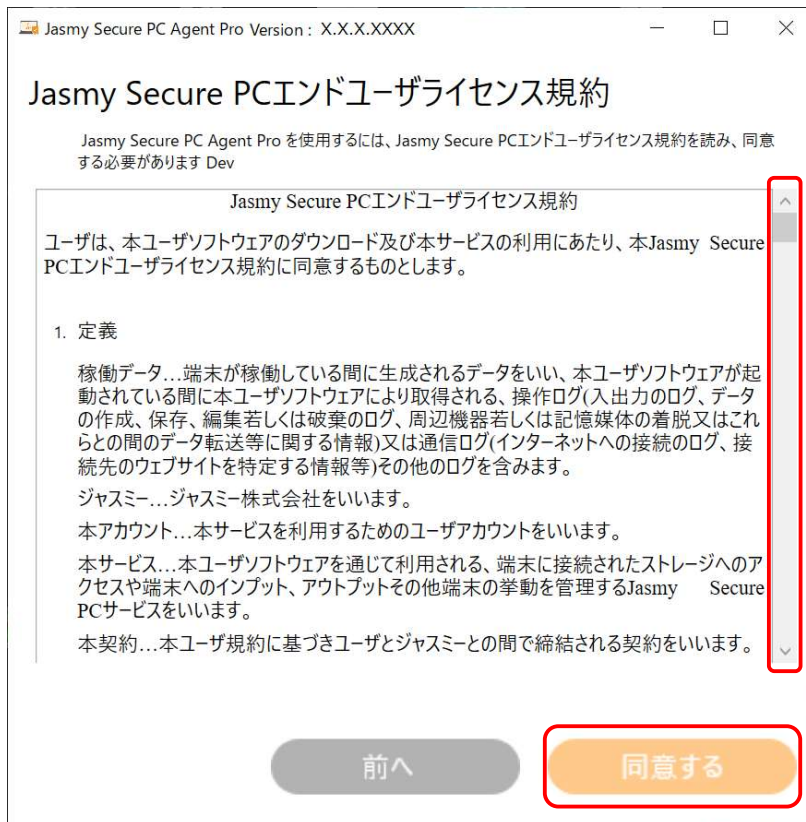 Jasmy Secure PC Agent Pro Version : X.X.X.XXXX
Jasmy Secure PCエンドユーザライセンス規約
Jasmy Secure PC Agent Pro を使用するには、Jasmy Secure PCエンドユーザライセンス規約を読み、同意
する必要があります Dev
Jasmy Secure PCエンドユーザライセンス規約
ユーザは、本ユーザソフトウェアのダウンロード及び本サービスの利用にあたり、本Jasmy Secure
PCエンドユーザライセンス規約に同意するものとします。
1. 定義
稼働データ…端末が稼働している間に生成されるデータをいい、本ユーザソフトウェアが起
動されている間に本ユーザソフトウェアにより取得される、操作ログ(入出力のログ、データ
の作成、保存、編集若しくは破棄のログ、周辺機器若しくは記憶媒体の着脱又はこれ
らとの間のデータ転送等に関する情報)又は通信ログ(インターネットへの接続のログ、接
続先のウェブサイトを特定する情報等)その他のログを含みます。
ジャスミー…ジャスミー株式会社をいいます。
本アカウント…本サービスを利用するためのユーザアカウントをいいます。
本サービス…本ユーザソフトウェアを通じて利用される、端末に接続されたストレージへのア
クセスや端末へのインプット、アウトプットその他端末の挙動を管理するJasmy Secure
PCサービスをいいます。
本契約…本ユーザ規約に基づきユーザとジャスミーとの間で締結される契約をいいます。
前へ
同意する